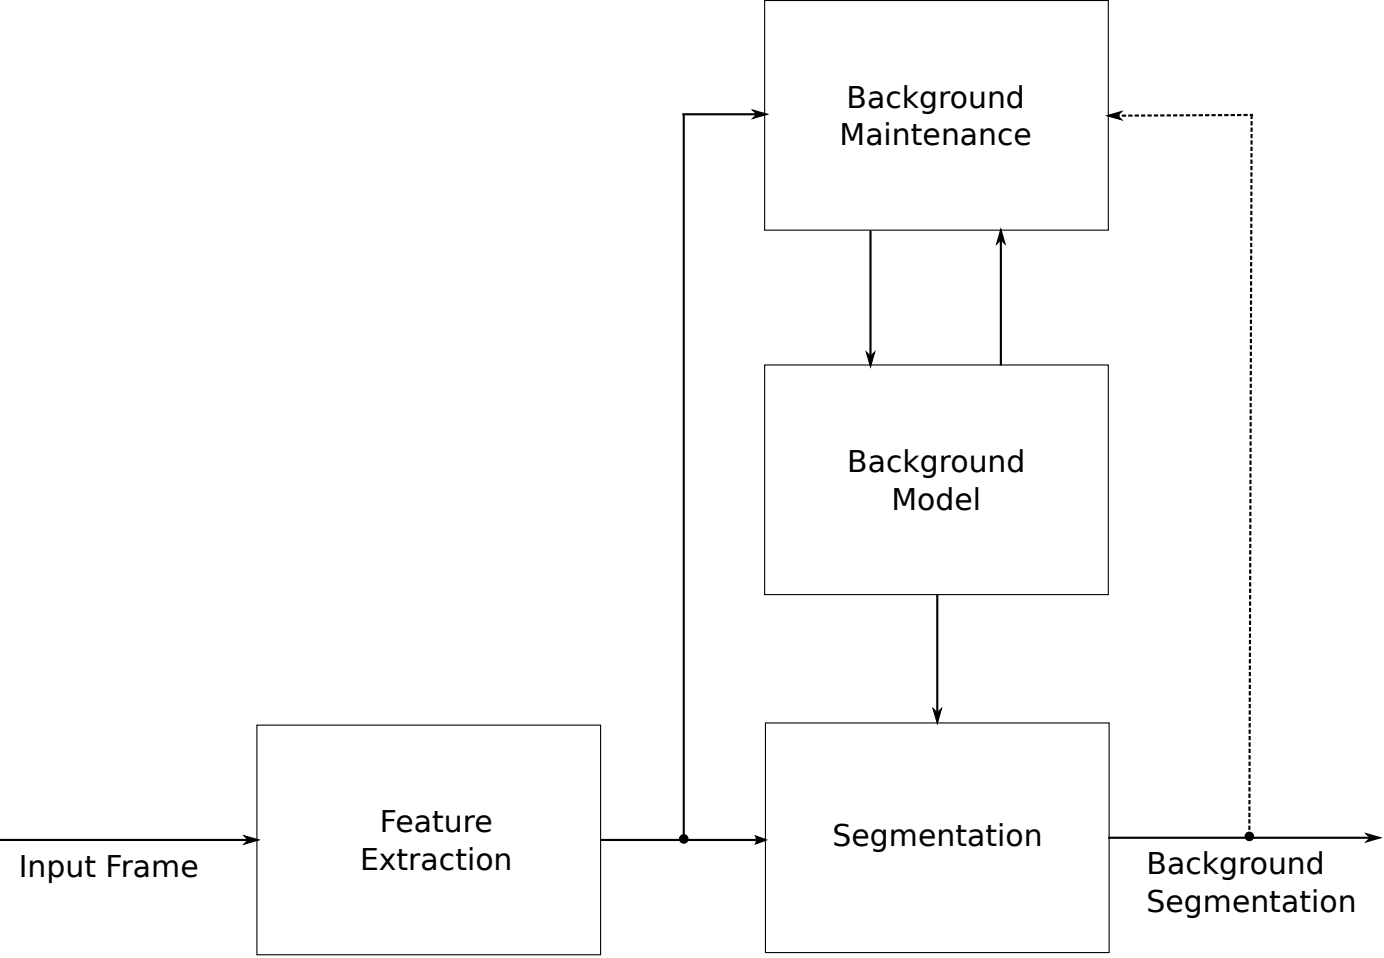 Background
Maintenance
Background
Model
Feature
Extraction
Segmentation
Input Frame
Background
Segmentation